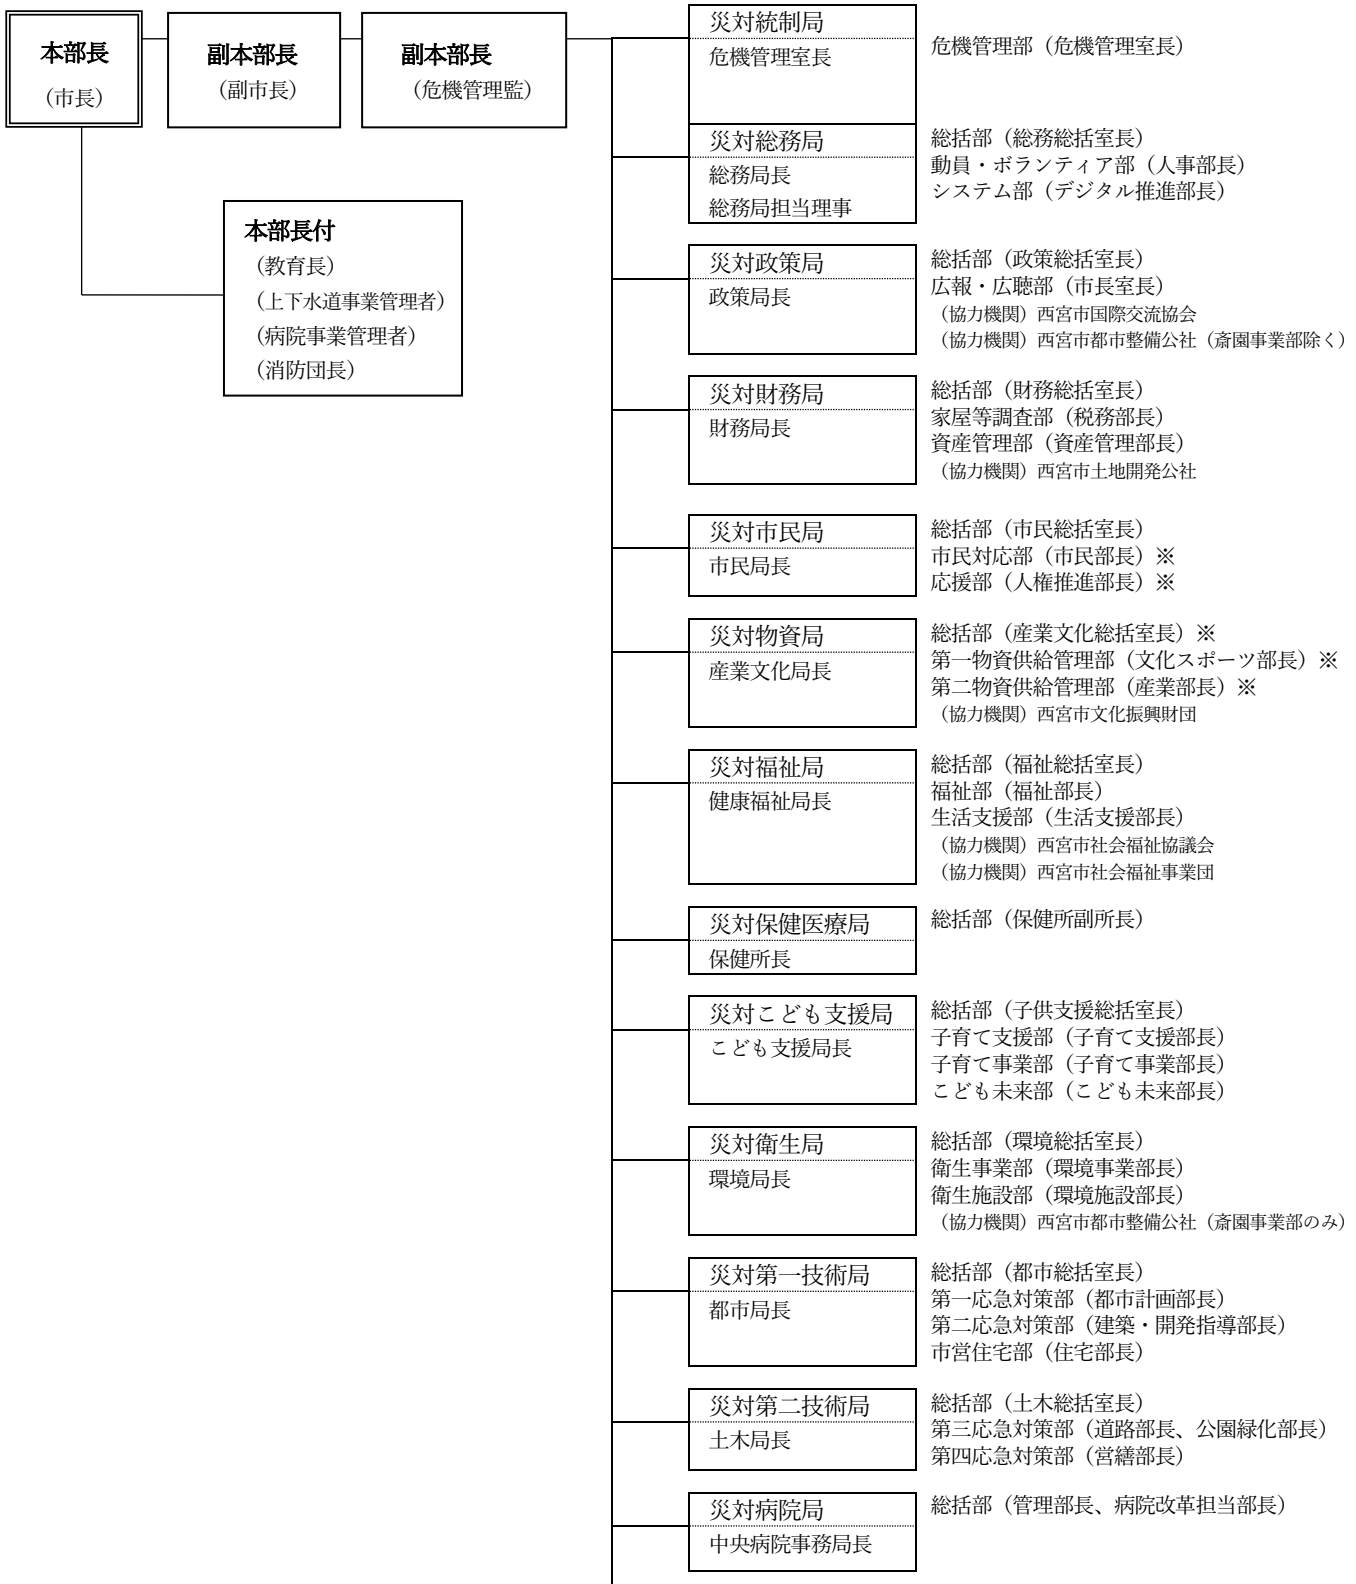 本部長
（市長）
副本部長
（副市長）
副本部長
（危機管理監）
本部長付
（教育長）
（上下水道事業管理者）
（病院事業管理者）
（消防団長）
災対統制局
危機管理室長
危機管理部（危機管理室長）
災対総務局
総務局長
総務局担当理事
総括部（総務総括室長）
動員・ボランティア部（人事部長）
システム部（デジタル推進部長）
災対政策局
政策局長
総括部（政策総括室長）
広報・広聴部（市長室長）
（協力機関）西宮市国際交流協会
（協力機関）西宮市都市整備公社（斎園事業部除く）
災対財務局
財務局長
総括部（財務総括室長）
家屋等調査部（税務部長）
資産管理部（資産管理部長）
（協力機関）西宮市土地開発公社
災対市民局
市民局長
総括部（市民総括室長）
市民対応部（市民部長）※
応援部（人権推進部長）※
災対物資局
産業文化局長
総括部（産業文化総括室長）※
第一物資供給管理部（文化スポーツ部長）※
第二物資供給管理部（産業部長）※
（協力機関）西宮市文化振興財団
災対福祉局
健康福祉局長
総括部（福祉総括室長）
福祉部（福祉部長）
生活支援部（生活支援部長）
（協力機関）西宮市社会福祉協議会
（協力機関）西宮市社会福祉事業団
災対保健医療局
保健所長
総括部（保健所副所長）
災対こども支援局
こども支援局長
総括部（子供支援総括室長）
子育て支援部（子育て支援部長）
子育て事業部（子育て事業部長）
こども未来部（こども未来部長）
災対衛生局
環境局長
総括部（環境総括室長）
衛生事業部（環境事業部長）
衛生施設部（環境施設部長）
（協力機関）西宮市都市整備公社（斎園事業部のみ）
災対第一技術局
都市局長
総括部（都市総括室長）
第一応急対策部（都市計画部長）
第二応急対策部（建築・開発指導部長）
市営住宅部（住宅部長）
災対第二技術局
土木局長
総括部（土木総括室長）
第三応急対策部（道路部長、公園緑化部長）
第四応急対策部（営繕部長）
災対病院局
中央病院事務局長
総括部（管理部長、病院改革担当部長）